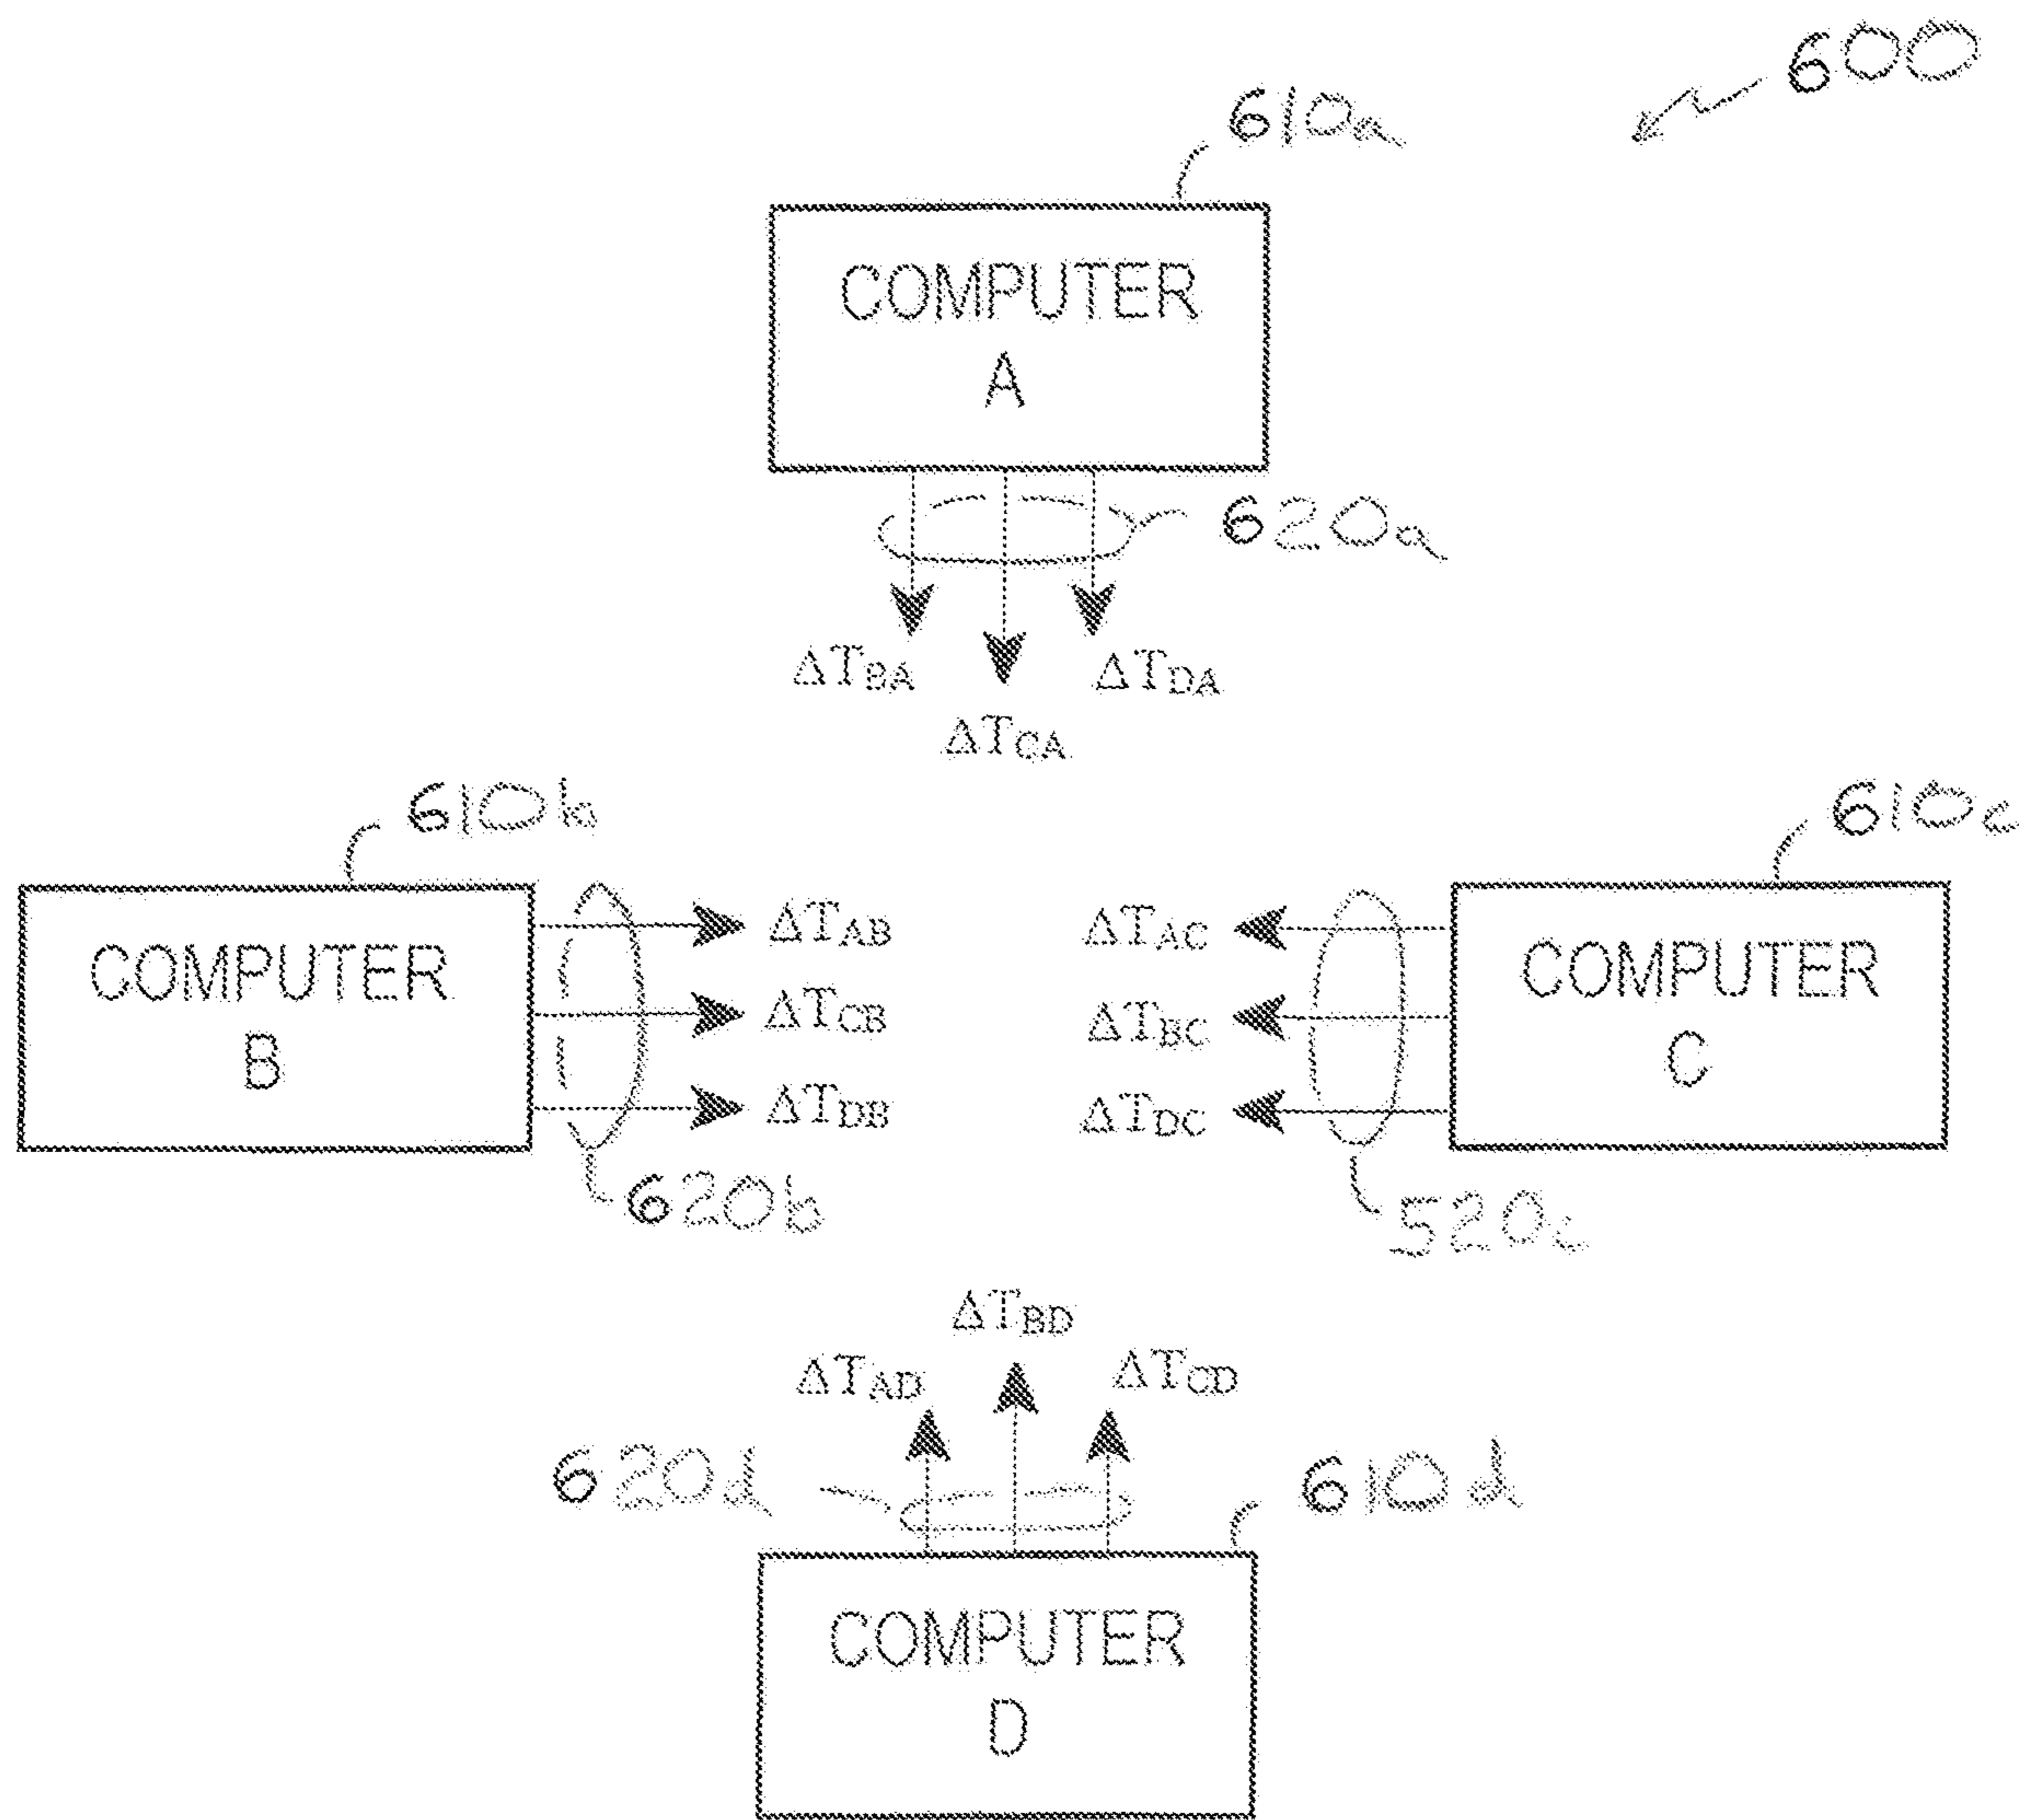 600
610a
COMPUTER
A
620a
ΔTBA
ΔTDA
ΔTCA
610b
610c
COMPUTER
B
ΔTAB
ΔTCB
ΔTDB
ΔTAC
ΔTBC
ΔTDC
COMPUTER
C
620b
520c
ΔTBD
ΔTAD
ΔTCD
620d
610d
COMPUTER
D